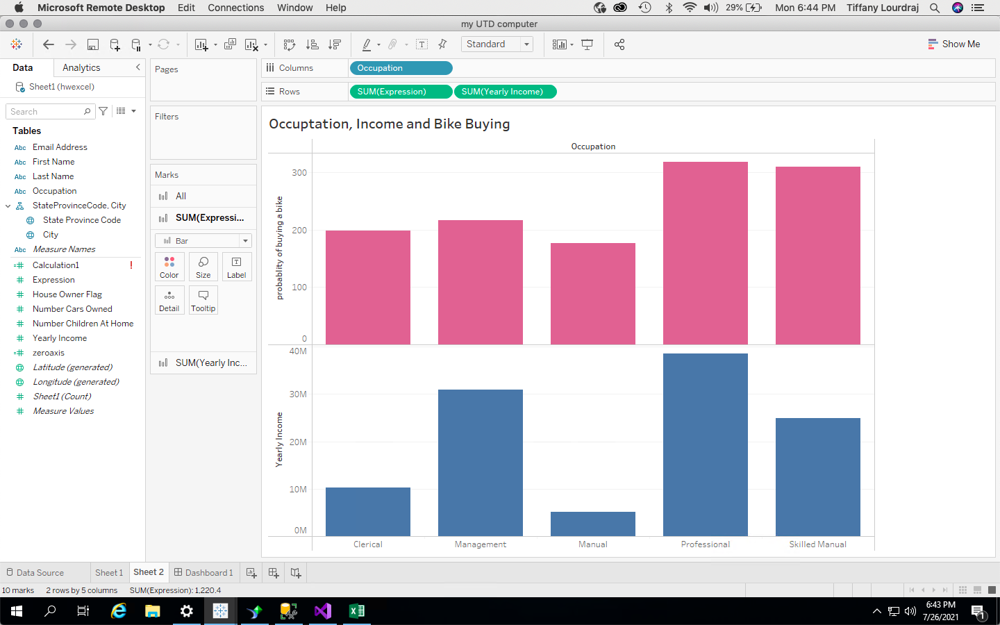 Microsoft Remote Desktop Edit Connections Window Help 29% Mon 6:44 PM Tiffany Lourdraj
my UTD computer
Standard Show Me
Data Analytics
Sheet1 (hwexcel)
Search
Tables
Abc Email Address
Abc First Name
Abc Last Name
Abc Occupation
StateProvinceCode, City
State Province Code
City
Abc Measure Names
=# Calculation1 !
# Expression
# House Owner Flag
# Number Cars Owned
# Number Children At Home
# Yearly Income
=# zeroaxis
Latitude (generated)
Longitude (generated)
# Sheet1 (Count)
# Measure Values
Pages
Filters
Marks
All
SUM(Expressi...
Bar
Color Size Label
Detail Tooltip
SUM(Yearly Inc...
Columns Occupation
Rows SUM(Expression) SUM(Yearly Income)
Occuptation, Income and Bike Buying
Occupation
probablity of buying a bike
300
200
100
0
Yearly Income
40M
30M
20M
10M
0M
Clerical Management Manual Professional Skilled Manual
Data Source Sheet 1 Sheet 2 Dashboard 1
10 marks 2 rows by 5 columns SUM(Expression): 1,220.4
6:43 PM
7/26/2021
1